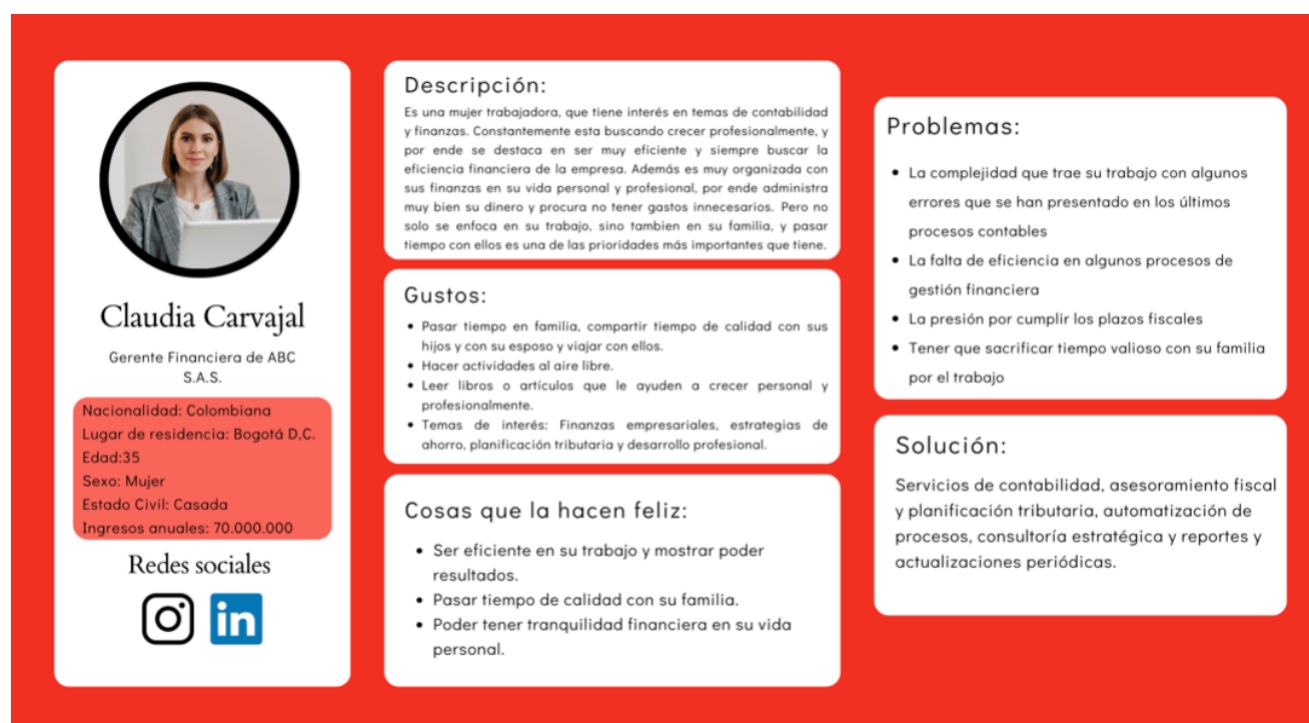 Claudia Carvajal
Gerente Financiera de ABC
S.A.S.
Nacionalidad: Colombiana
Lugar de residencia: Bogotá D,C.
Edad:35
Sexo: Mujer
Estado Civil: Casada
Ingresos anuales: 70.000.000
Redes sociales
in
Descripción:
Es una mujer trabajadora, que tiene interés en temas de contabilidad
y finanzas. Constantemente esta buscando crecer profesionalmente, y
por ende se destaca en ser muy eficiente y siempre buscar la
eficiencia financiera de la empresa. Además es muy organizada con
sus finanzas en su vida personal y profesional, por ende administra
muy bien su dinero y procura no tener gastos innecesarios. Pero no
solo se enfoca en su trabajo, sino tambien en su familia, y pasar
tiempo con ellos es una de las prioridades más importantes que tiene.
Gustos:
• Pasar tiempo en familia, compartir tiempo de calidad con sus
hijos y con su esposo y viajar con ellos.
• Hacer actividades al aire libre.
• Leer libros o artículos que le ayuden a crecer personal y
profesionalmente.
• Temas de interés: Finanzas empresariales, estrategias de
ahorro, planificación tributaria y desarrollo profesional.
Cosas que la hacen feliz:
• Ser eficiente en su trabajo y mostrar poder
resultados.
• Pasar tiempo de calidad con su familia.
• Poder tener tranquilidad financiera en su vida
personal.
Problemas:
• La complejidad que trae su trabajo con algunos
errores que se han presentado en los últimos
procesos contables
• La falta de eficiencia en algunos procesos de
gestión financiera
• La presión por cumplir los plazos fiscales
• Tener que sacrificar tiempo valioso con su familia
por el trabajo
Solución:
Servicios de contabilidad, asesoramiento fiscal
y planificación tributaria, automatización de
procesos, consultoría estratégica y reportes y
actualizaciones periódicas.